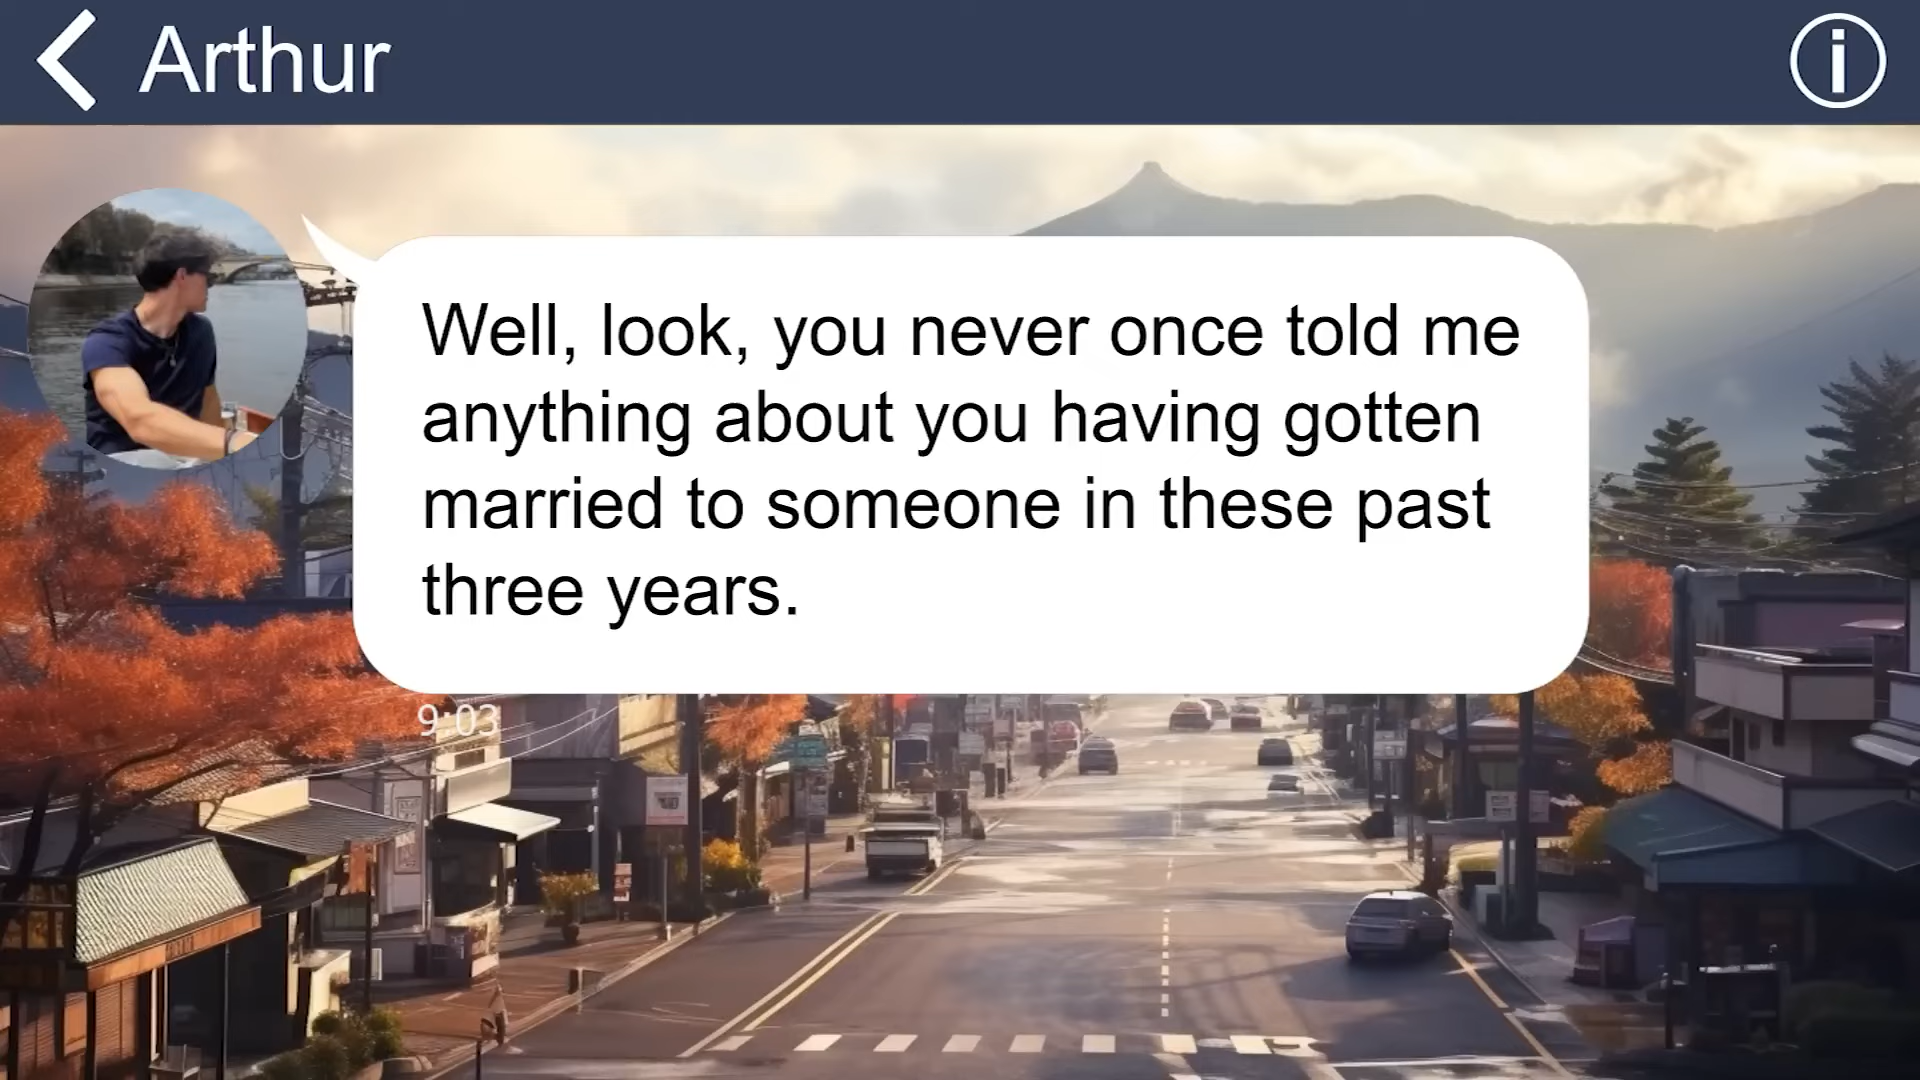 Arthur
Well, look, you never once told me
anything about you having gotten
married to someone in these past
three years.
9:03